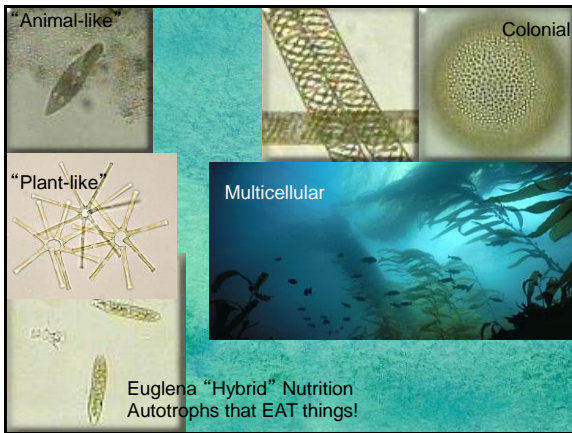 “Animal-like”
Colonial
“Plant-like”
Multicellular
Euglena “Hybrid” Nutrition
Autotrophs that EAT things!